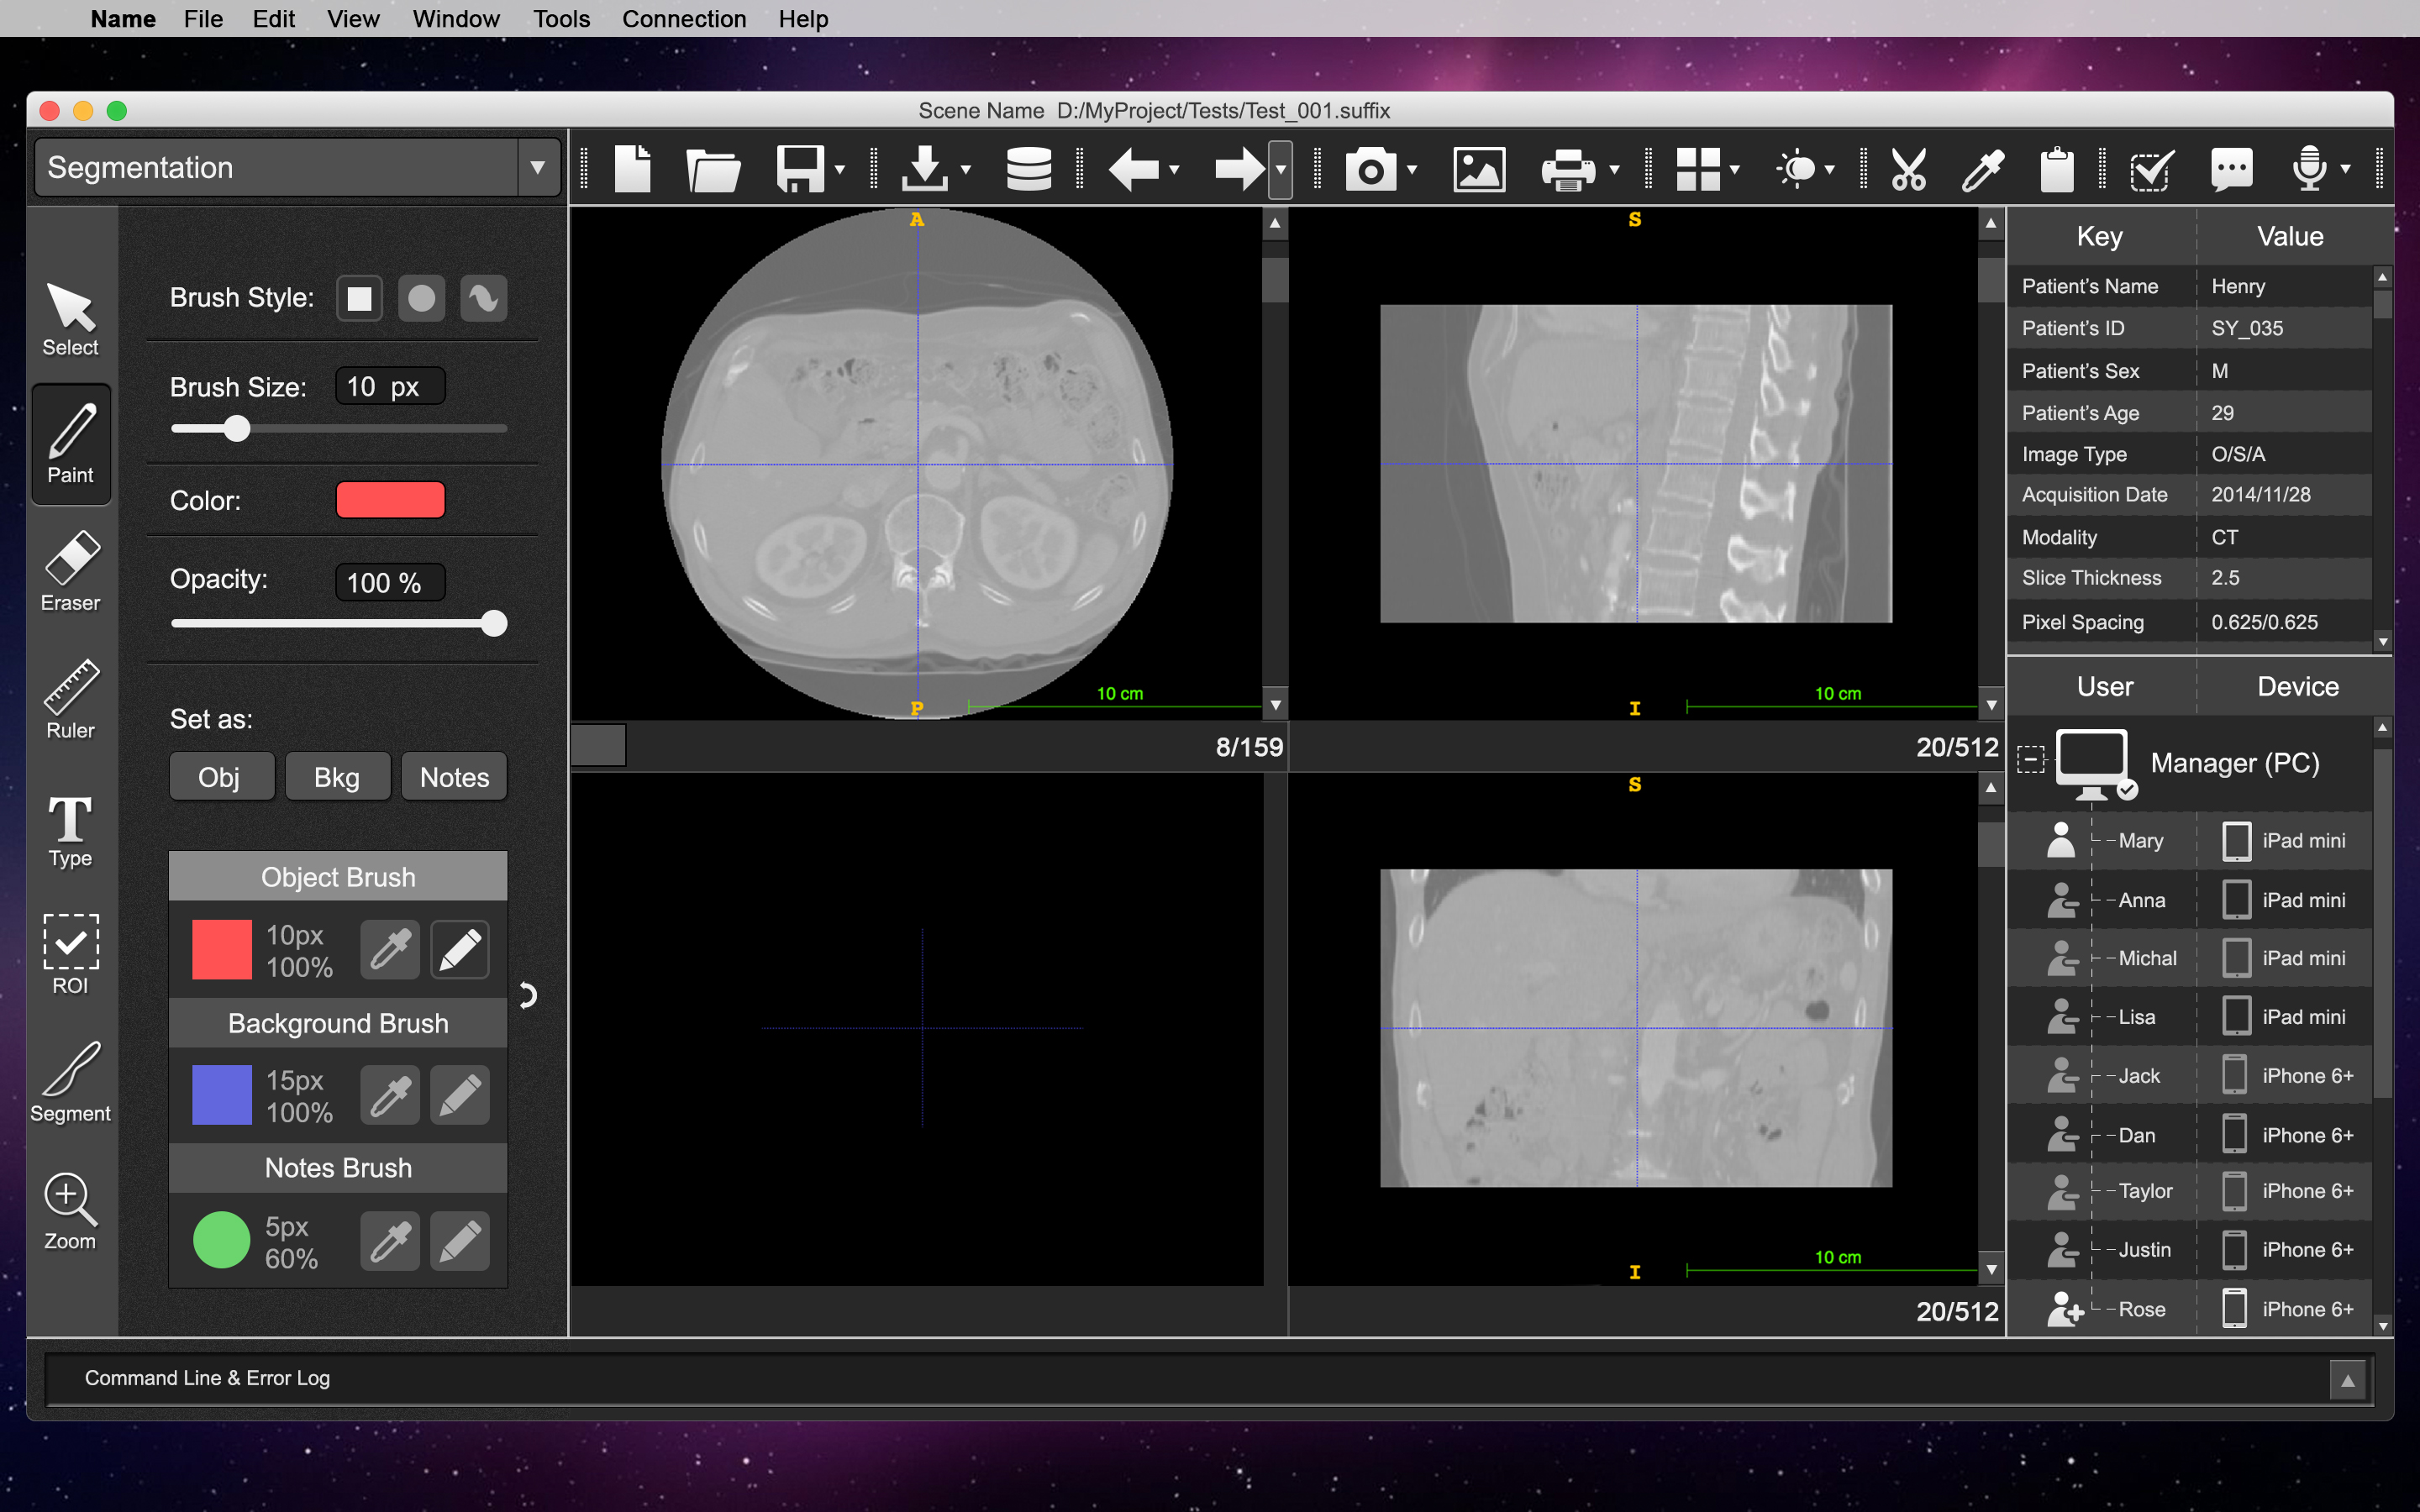 Name File Edit View Window Tools Connection Help
Scene Name D:/MyProject/Tests/Test_001.suffix
Segmentation
Select
Paint
Eraser
Ruler
Type
ROI
Segment
Zoom
Brush Style:
Brush Size: 10 px
Color:
Opacity: 100 %
Set as:
Obj Bkg Notes
Object Brush
10px
100%
Background Brush
15px
100%
Notes Brush
5px
60%
A
P
10 cm
8/159
S
I
10 cm
20/512
S
I
10 cm
20/512
Key Value
Patient's Name Henry
Patient's ID SY_035
Patient's Sex M
Patient's Age 29
Image Type O/S/A
Acquisition Date 2014/11/28
Modality CT
Slice Thickness 2.5
Pixel Spacing 0.625/0.625
User Device
Manager (PC)
Mary iPad mini
Anna iPad mini
Michal iPad mini
Lisa iPad mini
Jack iPhone 6+
Dan iPhone 6+
Taylor iPhone 6+
Justin iPhone 6+
Rose iPhone 6+
Command Line & Error Log